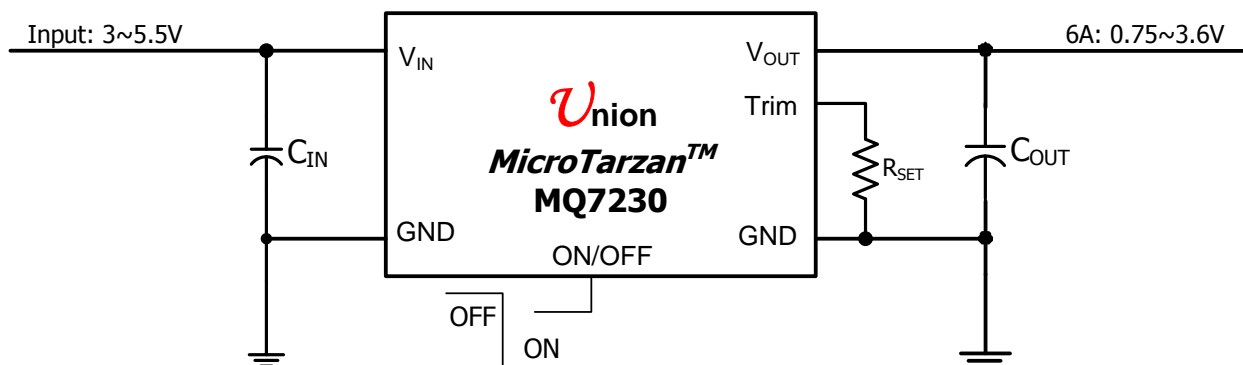 Input: 3~5.5V
6A: 0.75~3.6V
VIN
VOUT
Trim
Union
MicroTarzanTM
MQ7230
CIN
RSET
COUT
GND
GND
ON/OFF
OFF
ON